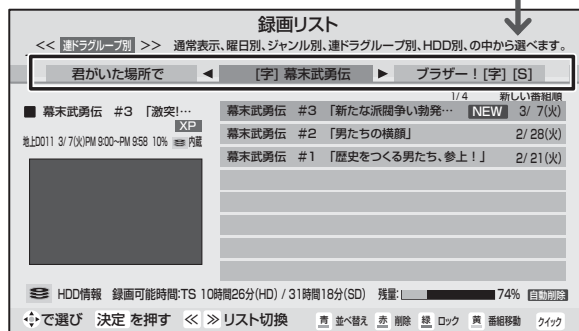 録画リスト
<< 連ドラグループ別 >> 通常表示、曜日別、ジャンル別、連ドラグループ別、HDD別、の中から選べます。
君がいた場所で ◀ [字] 幕末武勇伝 ▶ ブラザー！[字] [S]
1/4 新しい番組順
■ 幕末武勇伝 #3 「激突!…
XP
地上D011 3/ 7(火)PM 9:00~PM 9:58 10% 内蔵
幕末武勇伝 #3 「新たな派閥争い勃発… NEW 3/ 7(火)
幕末武勇伝 #2 「男たちの横顔」 2/ 28(火)
幕末武勇伝 #1 「歴史をつくる男たち、参上！」 2/ 21(火)
HDD情報 録画可能時間:TS 10時間26分(HD) / 31時間18分(SD) 残量: 74% 自動削除
で選び 決定 を押す ≪ ≫ リスト切換 青 並べ替え 赤 削除 緑 ロック 黄 番組移動 クイック